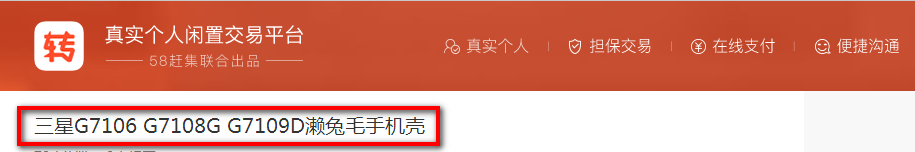 转
真实个人闲置交易平台
58赶集联合出品
真实个人
担保交易
在线支付
便捷沟通
三星G7106 G7108G G7109D濑兔毛手机壳